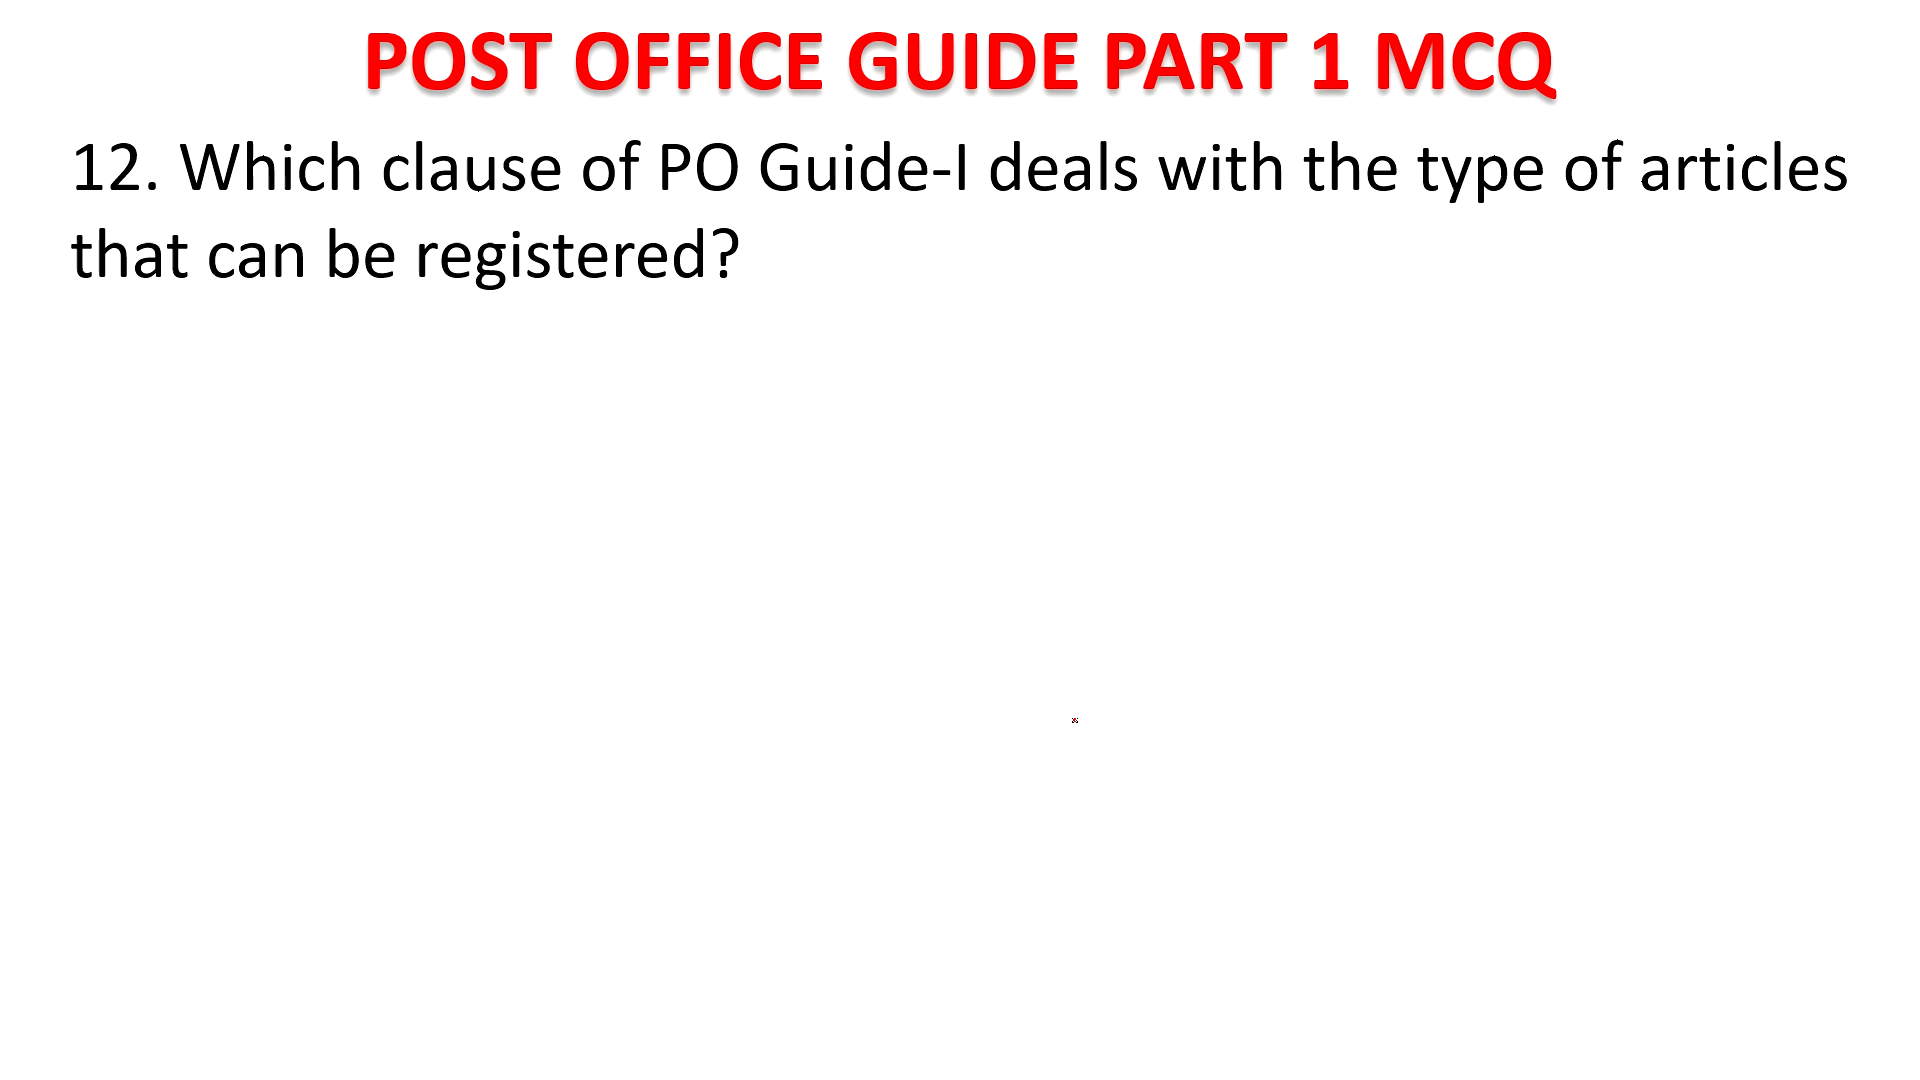 POST OFFICE GUIDE PART 1 MCQ
12. Which clause of PO Guide-I deals with the type of articles
that can be registered?